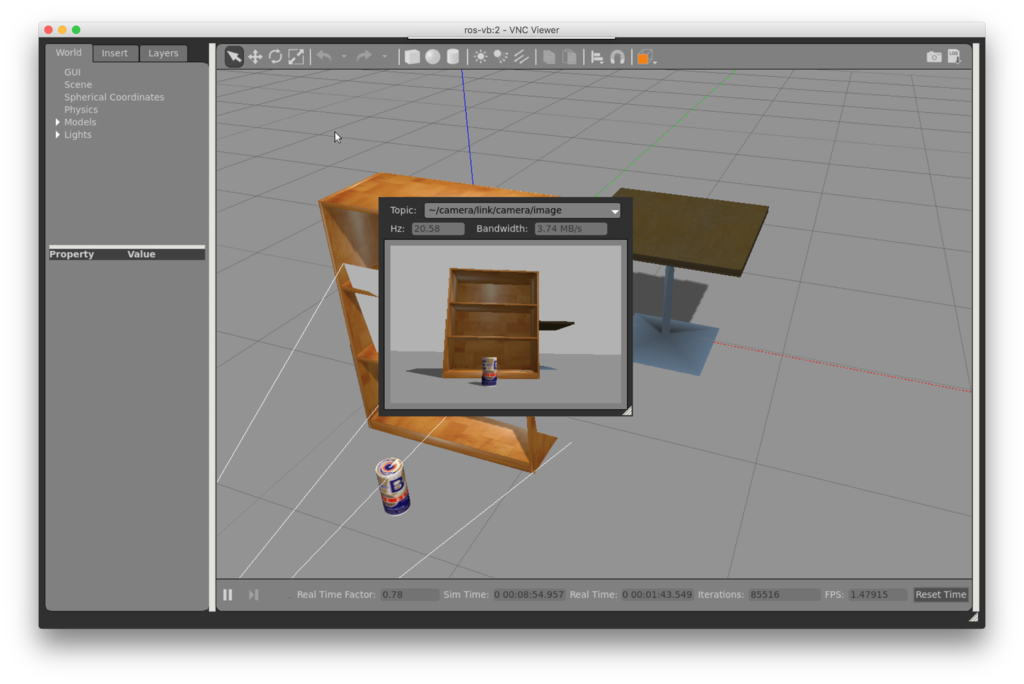 ros-vb:2 - VNC Viewer
World Insert Layers
GUI
Scene
Spherical Coordinates
Physics
Models
Lights
Property Value
Topic: ~/camera/link/camera/image
Hz: 20.58 Bandwidth: 3.74 MB/s
B
B
Real Time Factor: 0.78 Sim Time: 0 00:08:54.957 Real Time: 0 00:01:43.549 Iterations: 85516 FPS: 1.47915 Reset Time